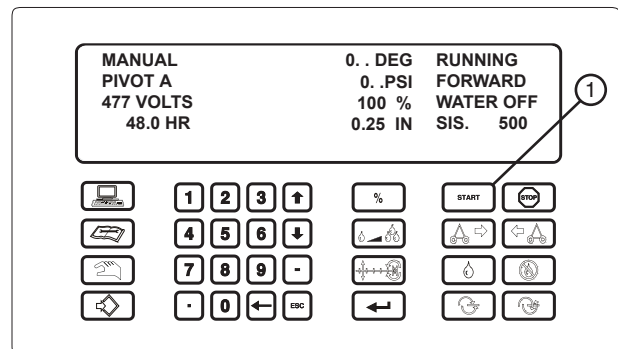 MANUAL 0. . DEG RUNNING
PIVOT A 0. .PSI FORWARD
477 VOLTS 100 % WATER OFF
48.0 HR 0.25 IN SIS. 500
1
1 2 3 % START STOP
4 5 6
7 8 9 -
. 0 ESC